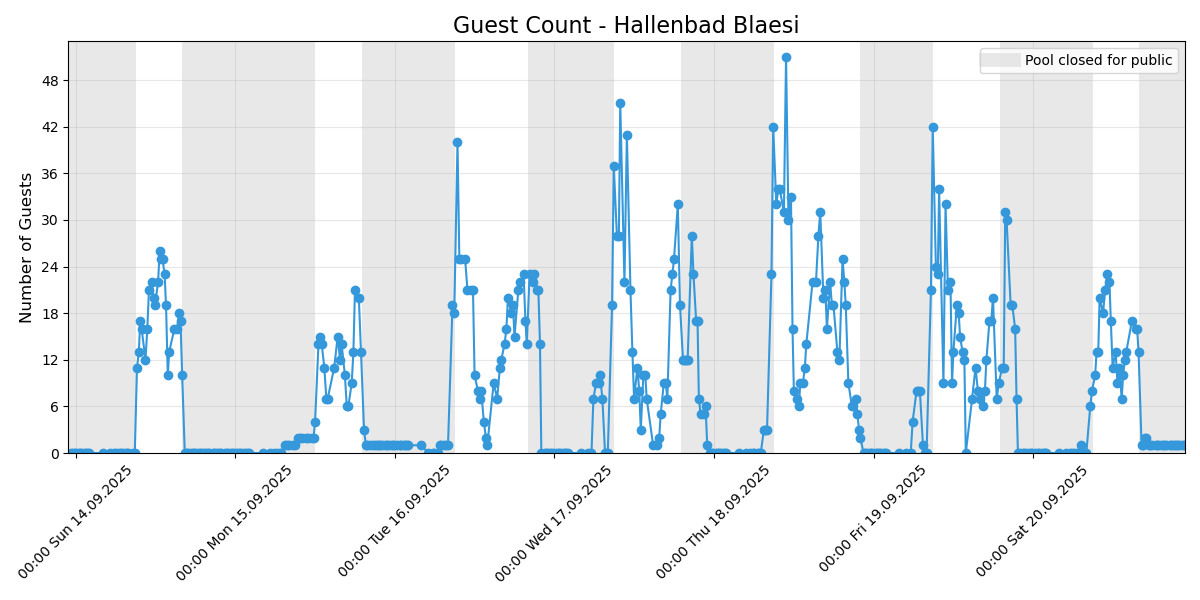 Guest Count - Hallenbad Blaesi
Pool closed for public
Number of Guests
48
42
36
30
24
18
12
6
0
00:00 Sun 14.09.2025
00:00 Mon 15.09.2025
00:00 Tue 16.09.2025
00:00 Wed 17.09.2025
00:00 Thu 18.09.2025
00:00 Fri 19.09.2025
00:00 Sat 20.09.2025